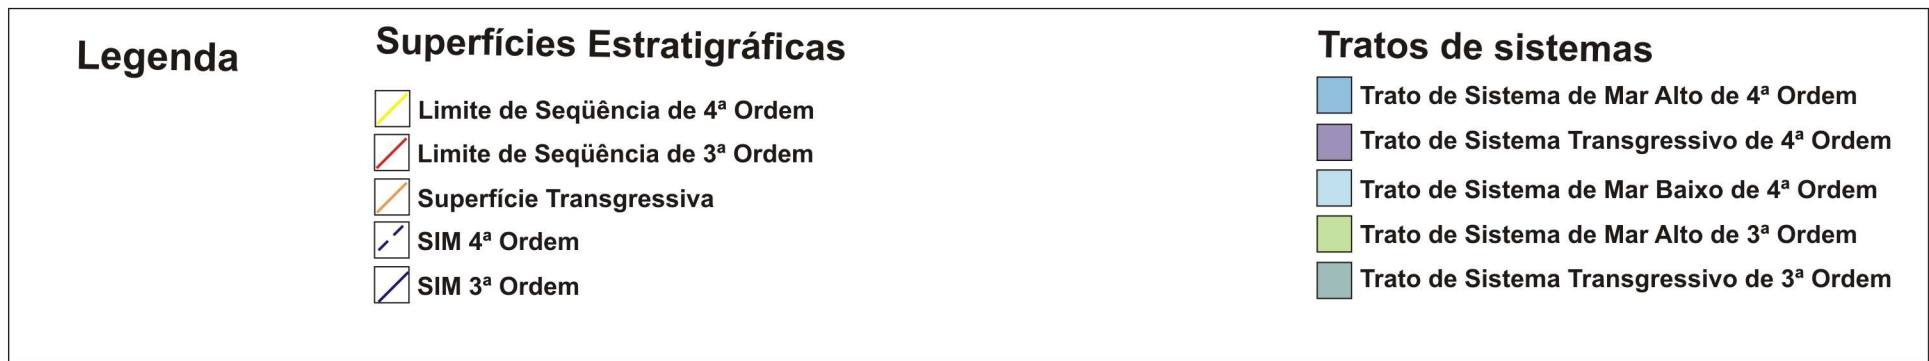 Legenda
Superfícies Estratigráficas
Limite de Seqüência de 4ª Ordem
Limite de Seqüência de 3ª Ordem
Superfície Transgressiva
SIM 4ª Ordem
SIM 3ª Ordem
Tratos de sistemas
Trato de Sistema de Mar Alto de 4ª Ordem
Trato de Sistema Transgressivo de 4ª Ordem
Trato de Sistema de Mar Baixo de 4ª Ordem
Trato de Sistema de Mar Alto de 3ª Ordem
Trato de Sistema Transgressivo de 3ª Ordem